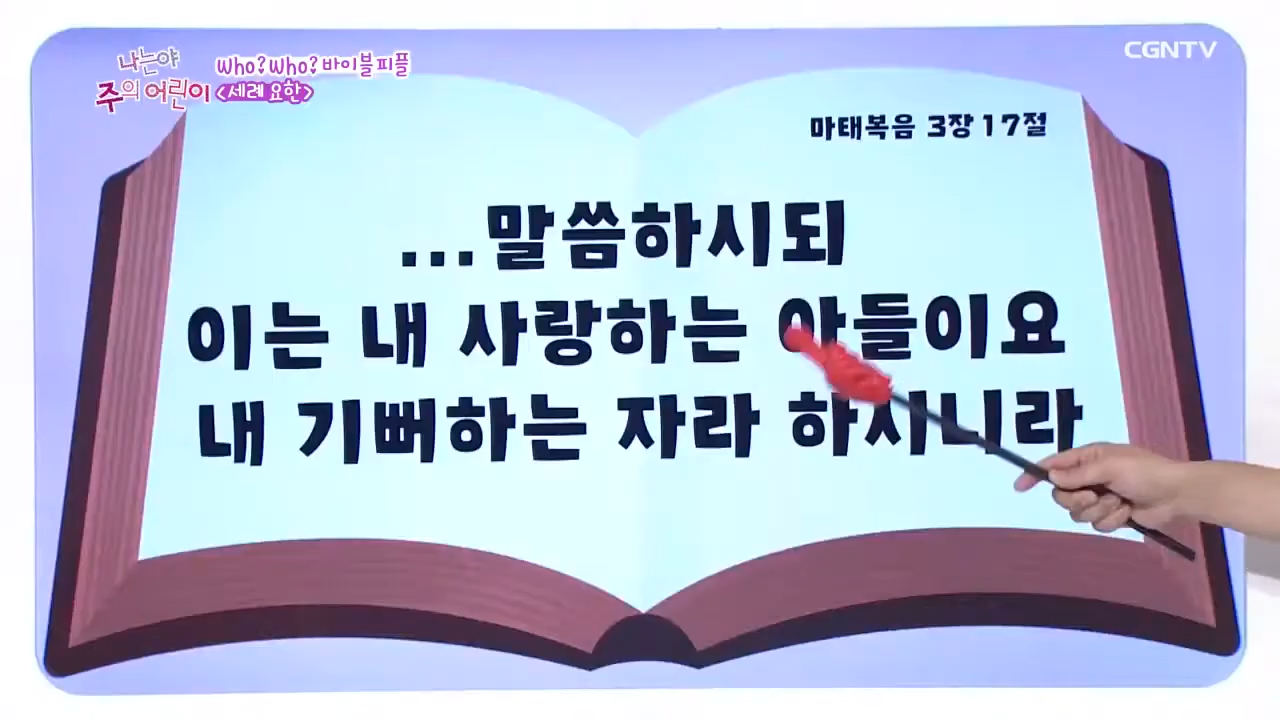 나는야
주의 어린이
Who?Who?바이블피플
<세례 요한>
CGNTV
마태복음 3장 17절
...말씀하시되
이는 내 사랑하는 아들이요
내 기뻐하는 자라 하시니라